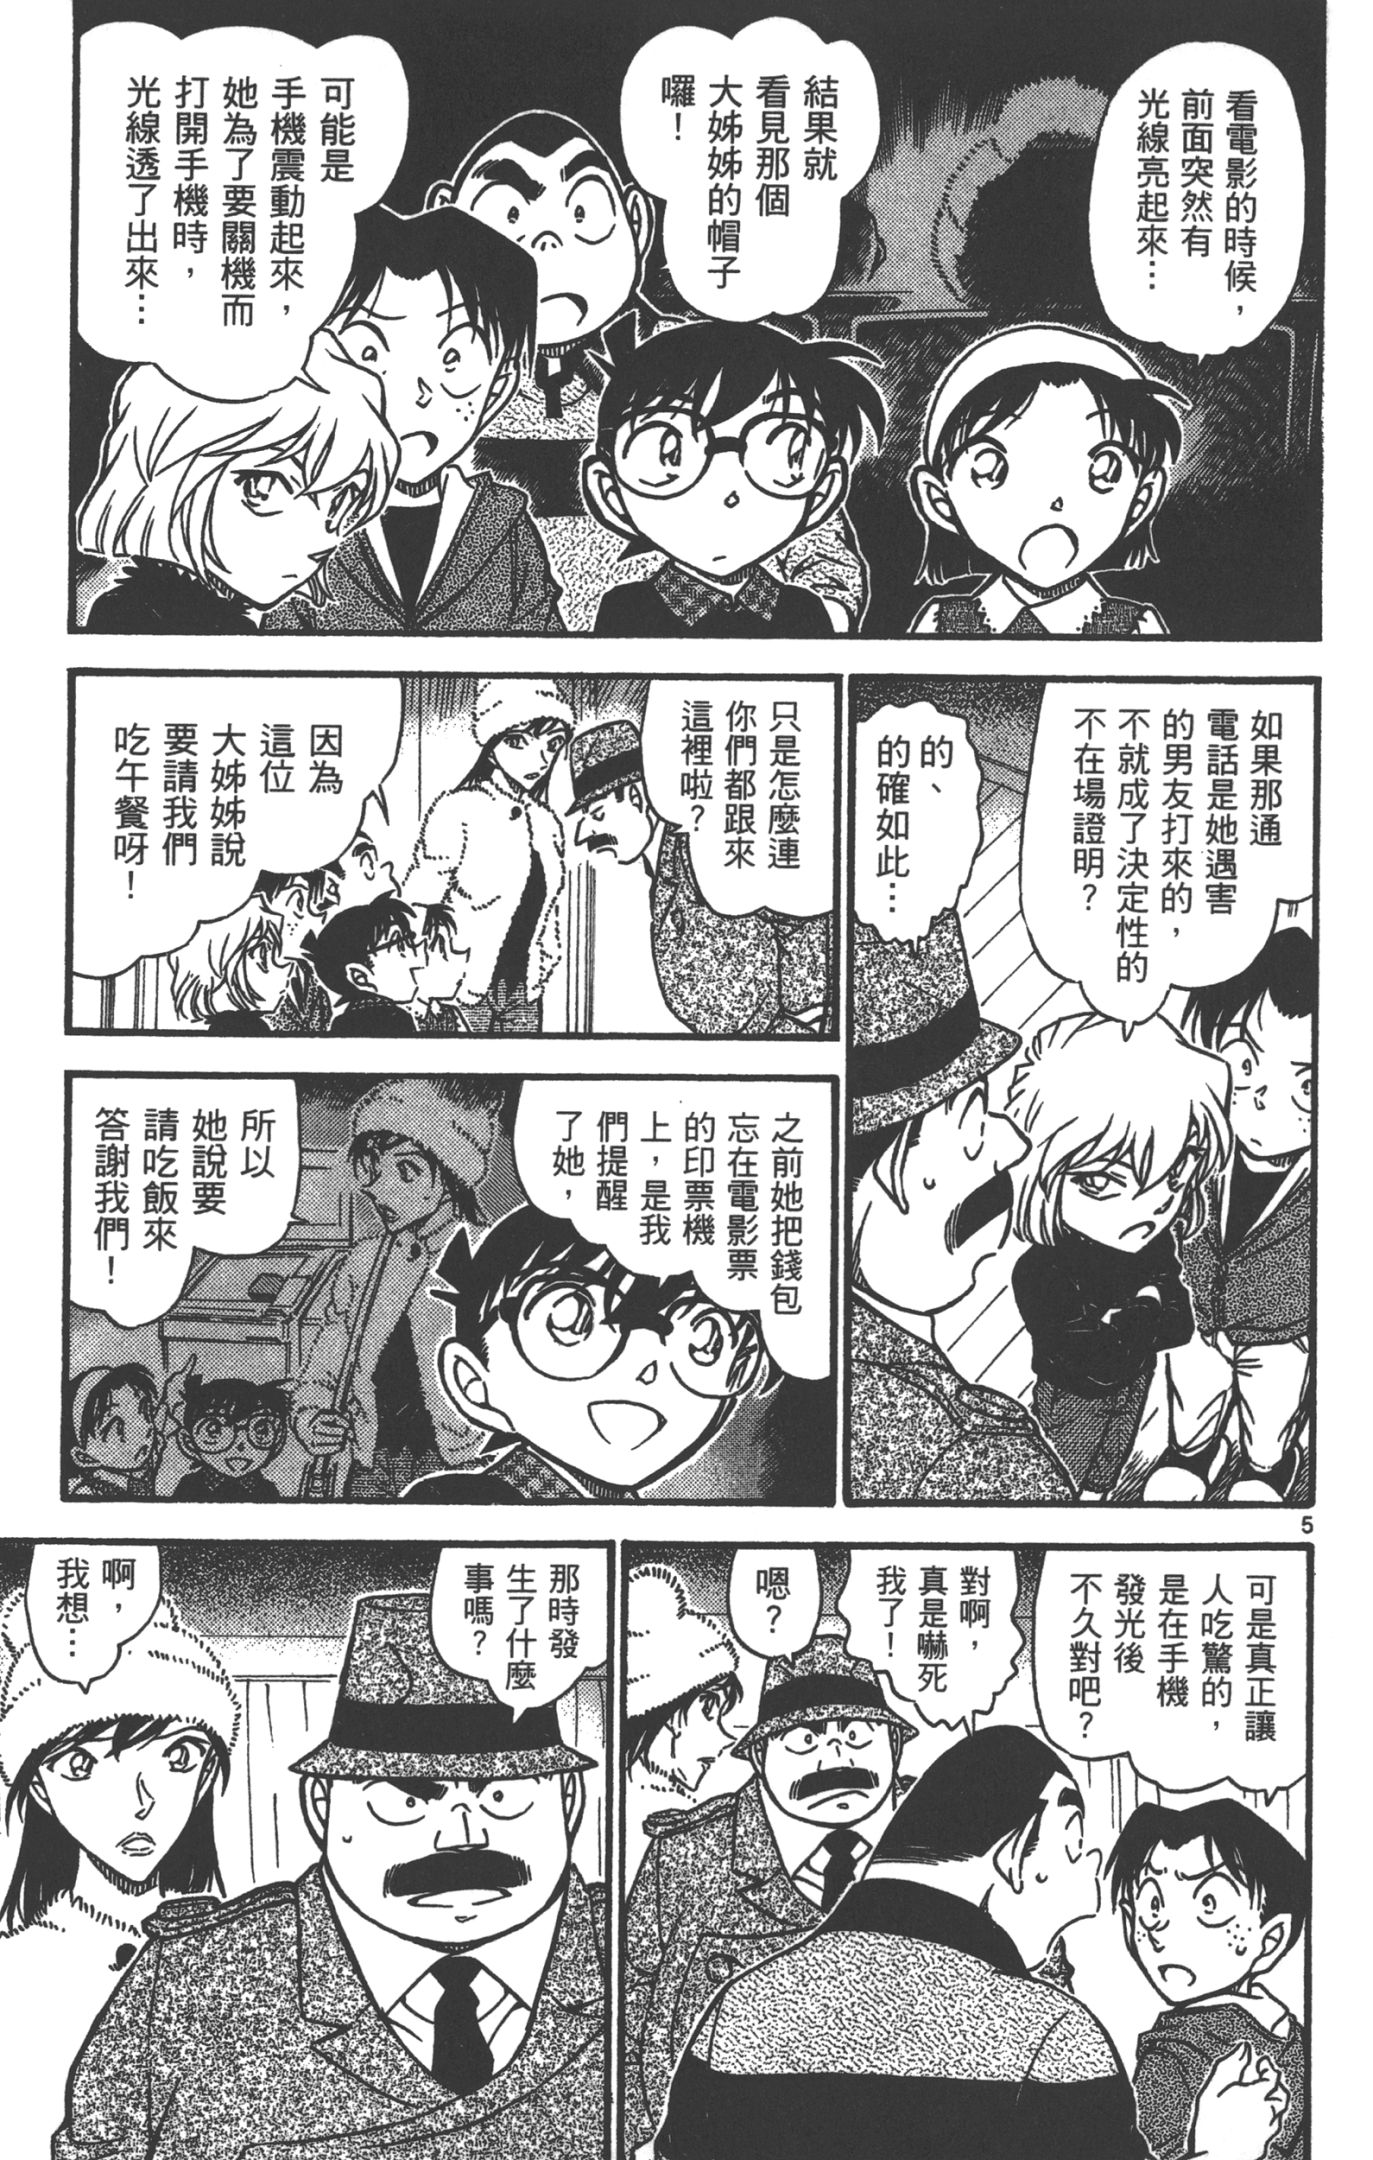 看電影的時候，
前面突然有
光線亮起來…
結果就
看見那個
大姊姊的帽子
囉！
可能是
手機震動起來，
她為了要關機而
打開手機時，
光線透了出來…
如果那通
電話是她遇害
的男友打來的，
不就成了決定性的
不在場證明？
的、
的確如此…
只是怎麼連
你們都跟來
這裡啦？
因為
這位
大姊姊說
要請我們
吃午餐呀！
之前她把錢包
忘在電影票
的印票機
上，是我
們提醒
了她，
所以
她說要
請吃飯來
答謝我們！
5
可是真正讓
人吃驚的，
是在手機
發光後
不久對吧？
對啊，
真是嚇死
我了！
嗯？
那時發
生了什麼
事嗎？
啊，
我想…